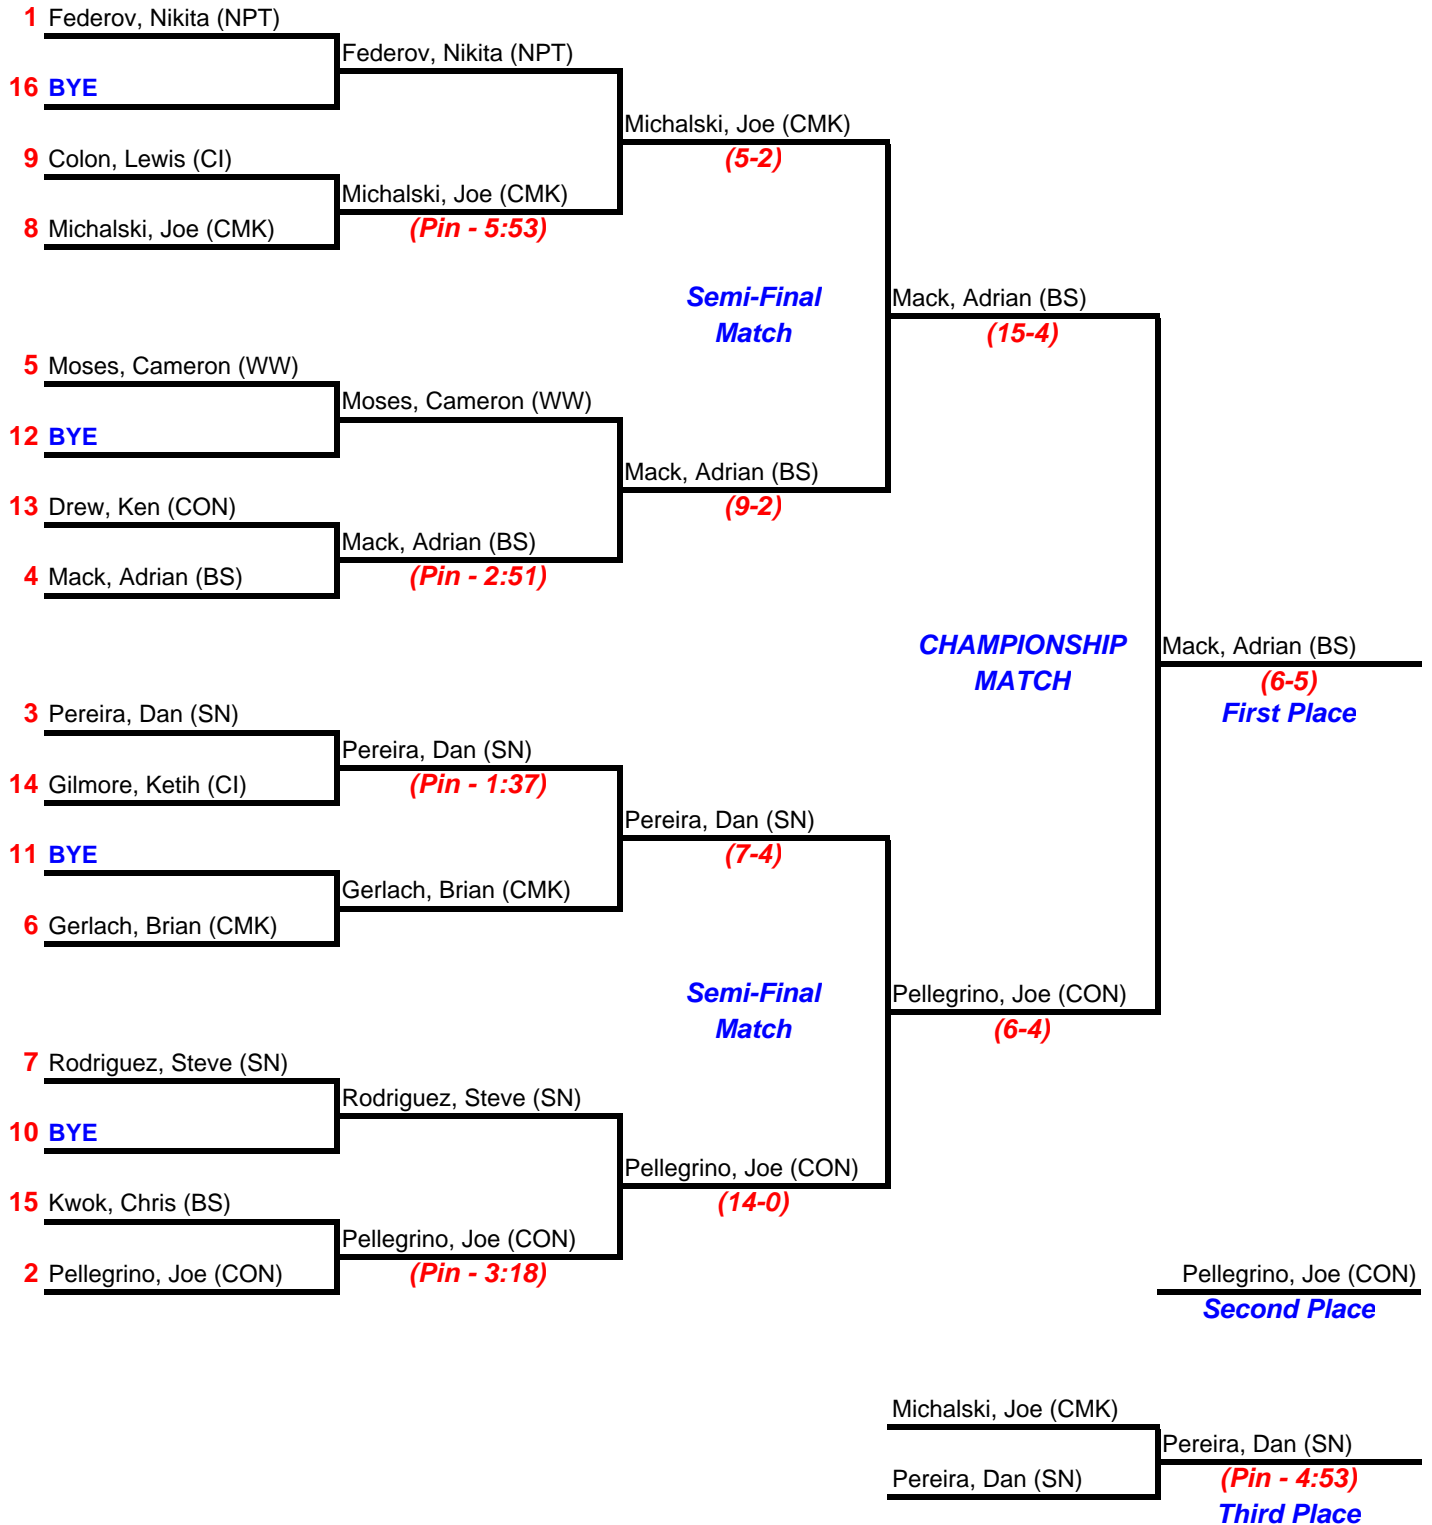 1 Federov, Nikita (NPT)
Federov, Nikita (NPT)
16 BYE
Michalski, Joe (CMK)
(5-2)
9 Colon, Lewis (CI)
Michalski, Joe (CMK)
(Pin - 5:53)
8 Michalski, Joe (CMK)
Semi-Final
Match
Mack, Adrian (BS)
(15-4)
5 Moses, Cameron (WW)
Moses, Cameron (WW)
12 BYE
Mack, Adrian (BS)
(9-2)
13 Drew, Ken (CON)
Mack, Adrian (BS)
(Pin - 2:51)
4 Mack, Adrian (BS)
CHAMPIONSHIP
MATCH
Mack, Adrian (BS)
(6-5)
First Place
3 Pereira, Dan (SN)
Pereira, Dan (SN)
(Pin - 1:37)
14 Gilmore, Ketih (CI)
Pereira, Dan (SN)
(7-4)
11 BYE
Gerlach, Brian (CMK)
6 Gerlach, Brian (CMK)
Semi-Final
Match
Pellegrino, Joe (CON)
(6-4)
7 Rodriguez, Steve (SN)
Rodriguez, Steve (SN)
10 BYE
Pellegrino, Joe (CON)
(14-0)
15 Kwok, Chris (BS)
Pellegrino, Joe (CON)
(Pin - 3:18)
2 Pellegrino, Joe (CON)
Pellegrino, Joe (CON)
Second Place
Michalski, Joe (CMK)
Pereira, Dan (SN)
(Pin - 4:53)
Pereira, Dan (SN)
Third Place